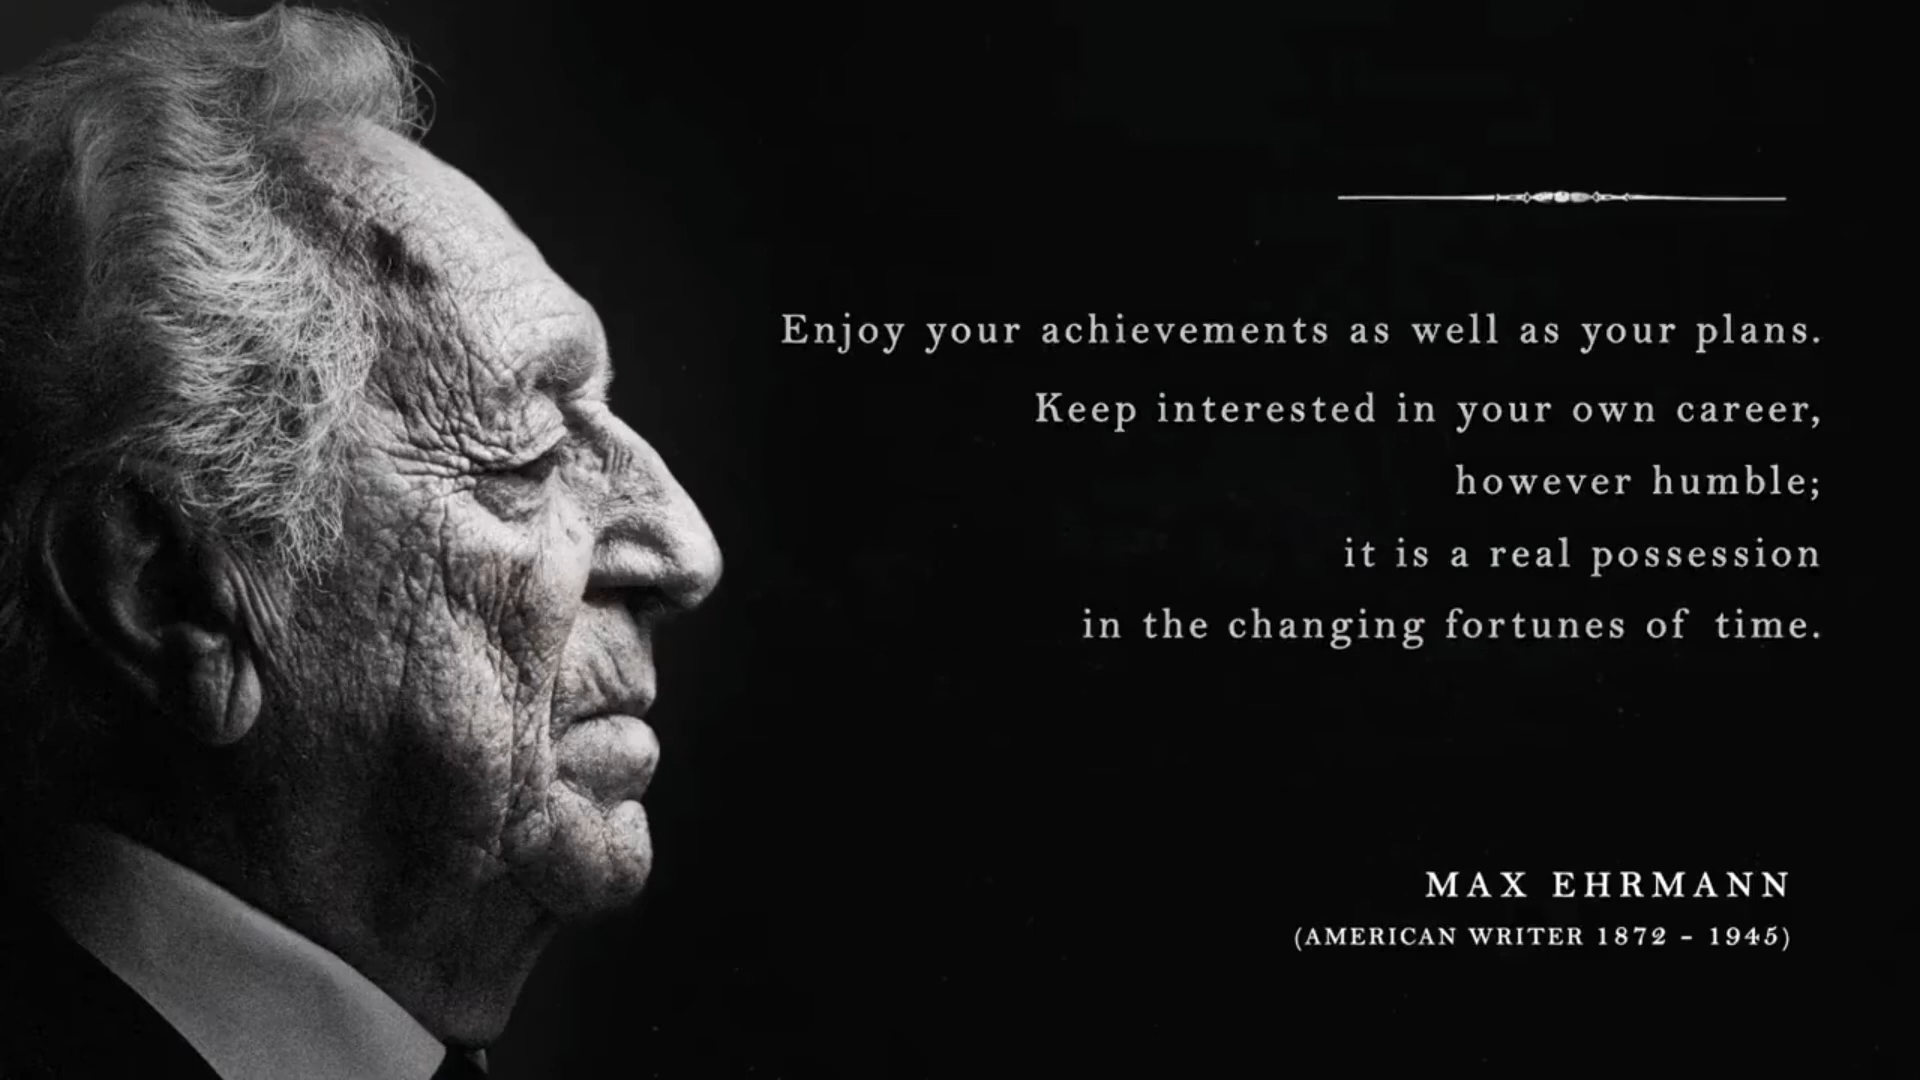 Enjoy your achievements as well as your plans.
Keep interested in your own career,
however humble;
it is a real possession
in the changing fortunes of time.
MAX EHRMANN
(AMERICAN WRITER 1872 - 1945)